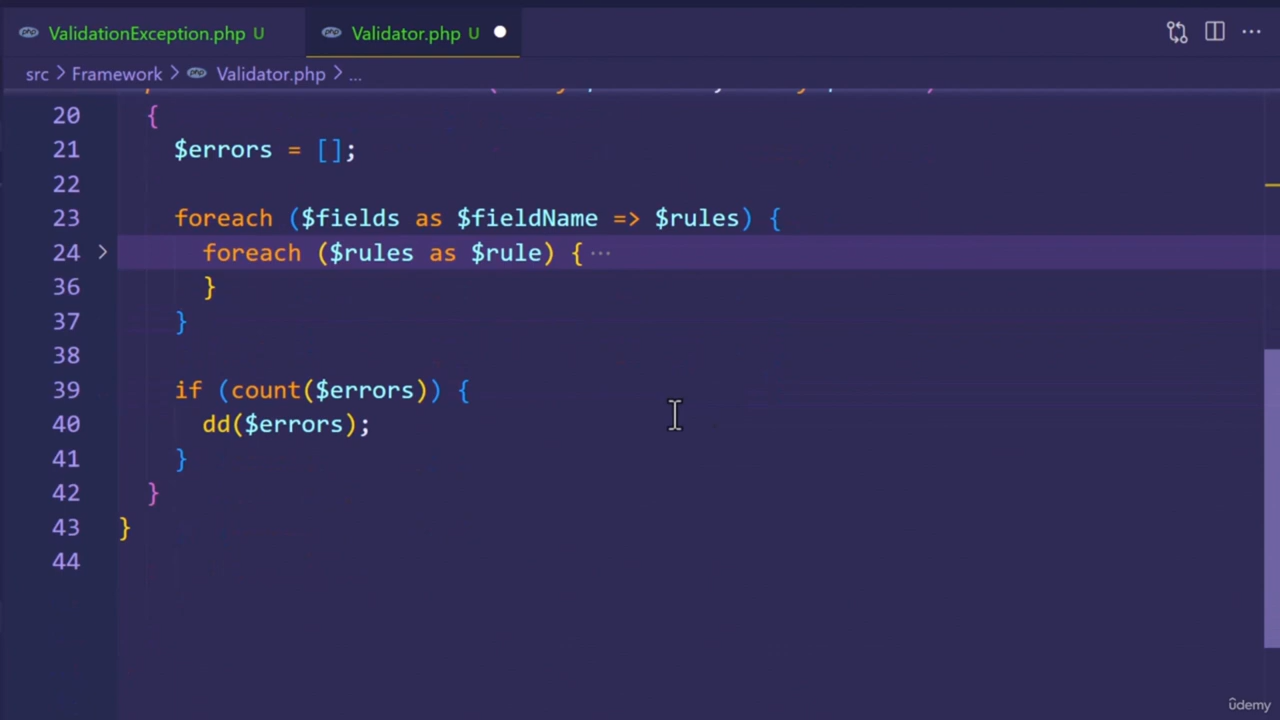 ValidationException.php U
Validator.php U
src > Framework > Validator.php > ...
20 {
21 $errors = [];
22
23 foreach ($fields as $fieldName => $rules) {
24 foreach ($rules as $rule) { ...
36 }
37 }
38
39 if (count($errors)) {
40 dd($errors);
41 }
42 }
43 }
44
ûdemy